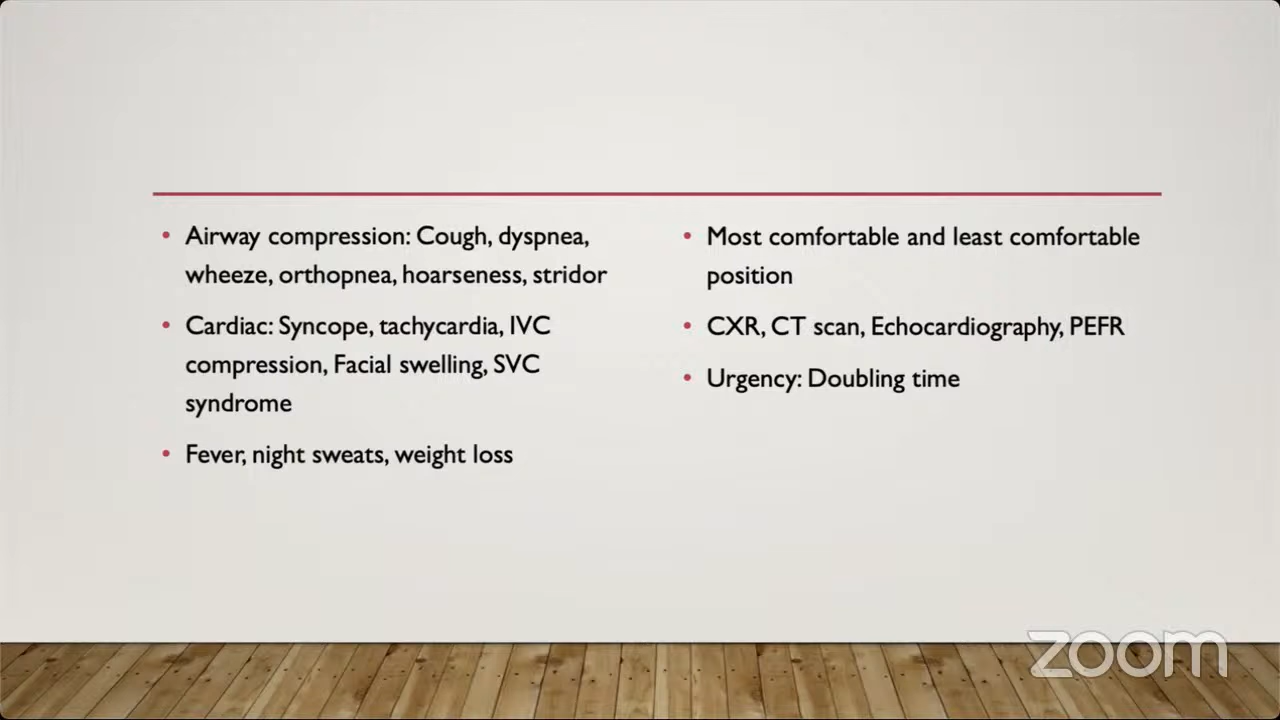 • Airway compression: Cough, dyspnea,
wheeze, orthopnea, hoarseness, stridor
• Cardiac: Syncope, tachycardia, IVC
compression, Facial swelling, SVC
syndrome
• Fever, night sweats, weight loss
• Most comfortable and least comfortable
position
• CXR, CT scan, Echocardiography, PEFR
• Urgency: Doubling time
zoom